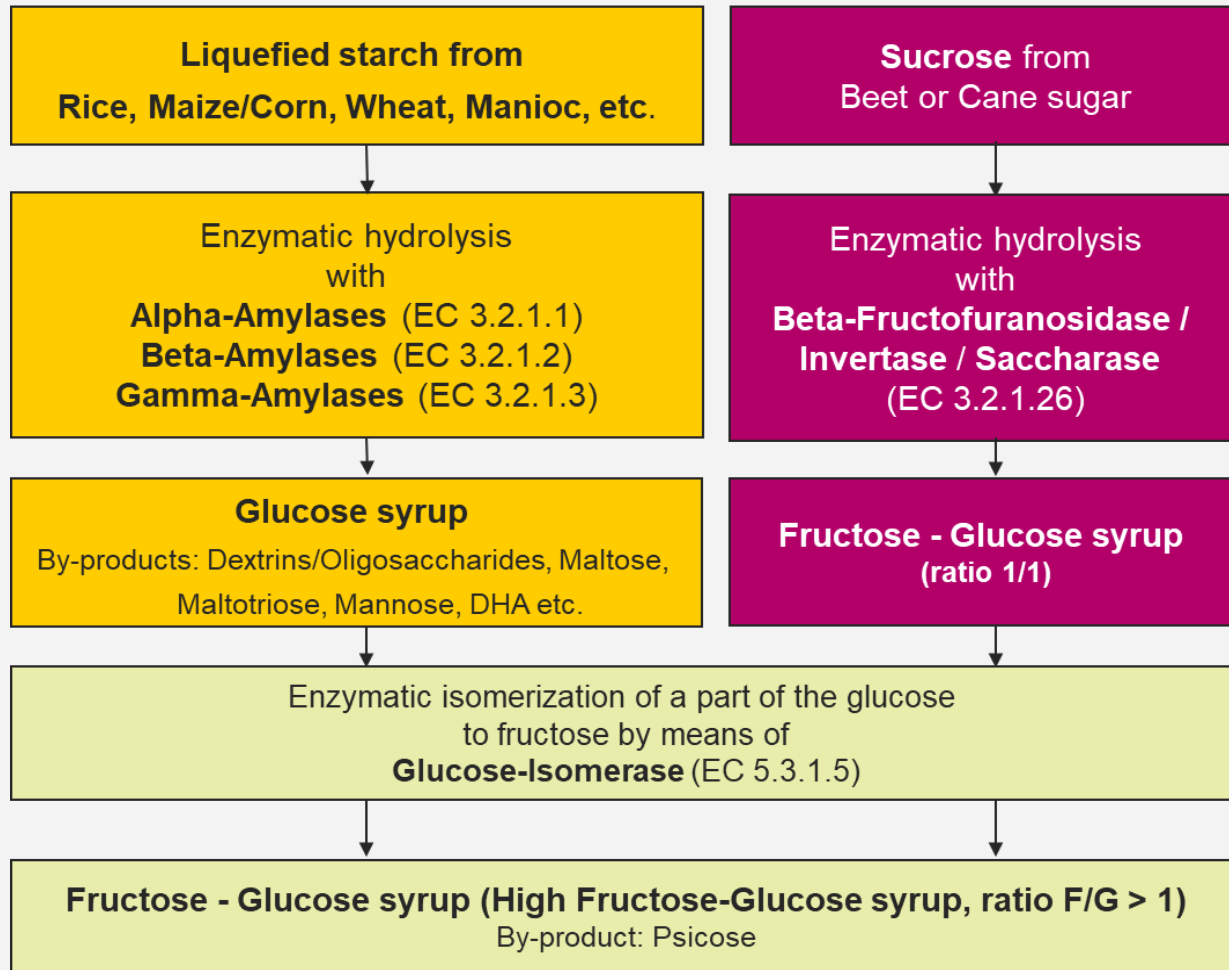 Liquefied starch from
Rice, Maize/Corn, Wheat, Manioc, etc.
Sucrose from
Beet or Cane sugar
Enzymatic hydrolysis
with
Alpha-Amylases (EC 3.2.1.1)
Beta-Amylases (EC 3.2.1.2)
Gamma-Amylases (EC 3.2.1.3)
Enzymatic hydrolysis
with
Beta-Fructofuranosidase /
Invertase / Saccharase
(EC 3.2.1.26)
Glucose syrup
By-products: Dextrins/Oligosaccharides, Maltose,
Maltotriose, Mannose, DHA etc.
Fructose - Glucose syrup
(ratio 1/1)
Enzymatic isomerization of a part of the glucose
to fructose by means of
Glucose-Isomerase (EC 5.3.1.5)
Fructose - Glucose syrup (High Fructose-Glucose syrup, ratio F/G > 1)
By-product: Psicose